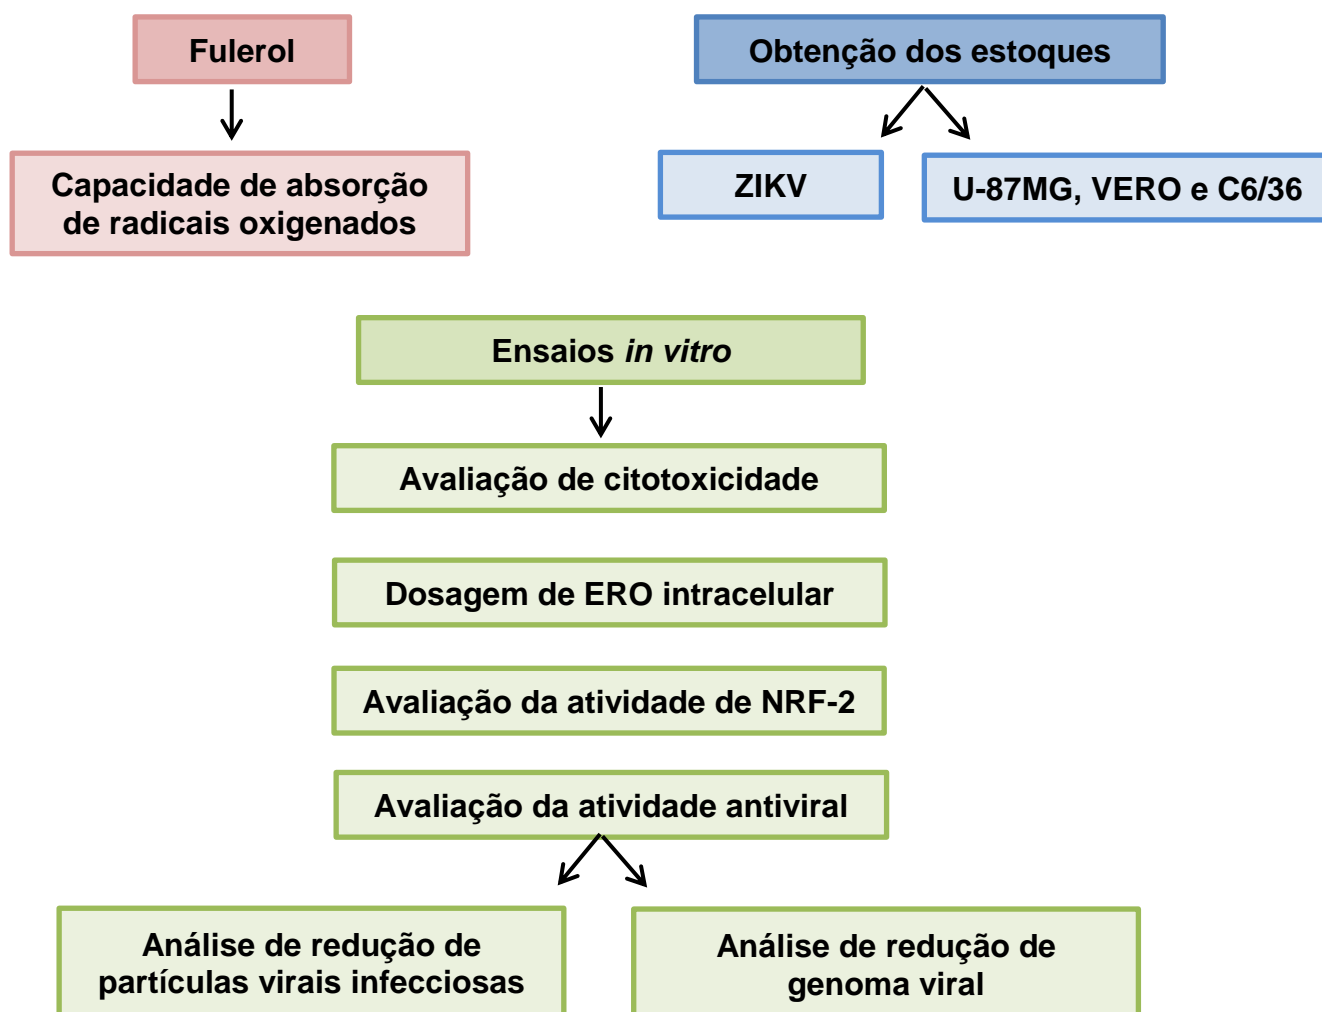 Fulerol
Obtenção dos estoques
Capacidade de absorção
de radicais oxigenados
ZIKV
U-87MG, VERO e C6/36
Ensaios in vitro
Avaliação de citotoxicidade
Dosagem de ERO intracelular
Avaliação da atividade de NRF-2
Avaliação da atividade antiviral
Análise de redução de
partículas virais infecciosas
Análise de redução de
genoma viral